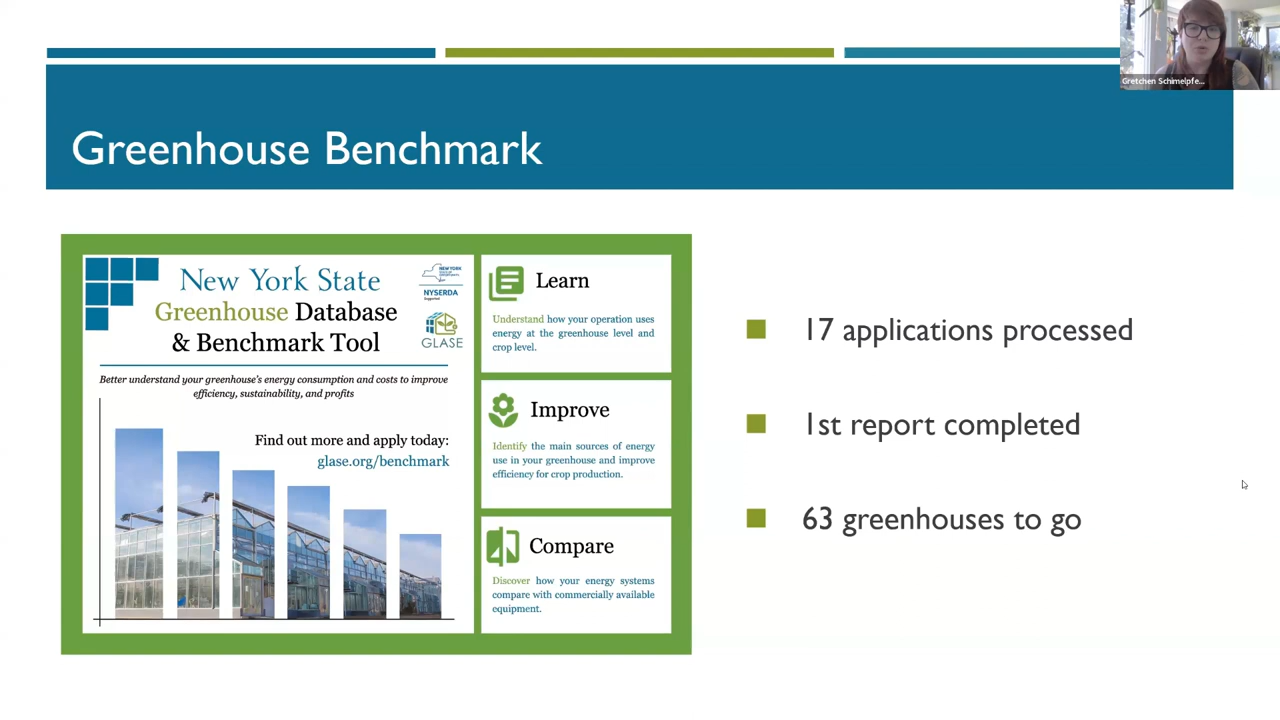 Gretchen Schimelpfe...
Greenhouse Benchmark
New York State
Greenhouse Database
& Benchmark Tool
NEW YORK
NYSERDA
Supported
GLASE
Better understand your greenhouse's energy consumption and costs to improve
efficiency, sustainability, and profits
Find out more and apply today:
glase.org/benchmark
Learn
Understand how your operation uses
energy at the greenhouse level and
crop level.
Improve
Identify the main sources of energy
use in your greenhouse and improve
efficiency for crop production.
Compare
Discover how your energy systems
compare with commercially available
equipment.
17 applications processed
1st report completed
63 greenhouses to go